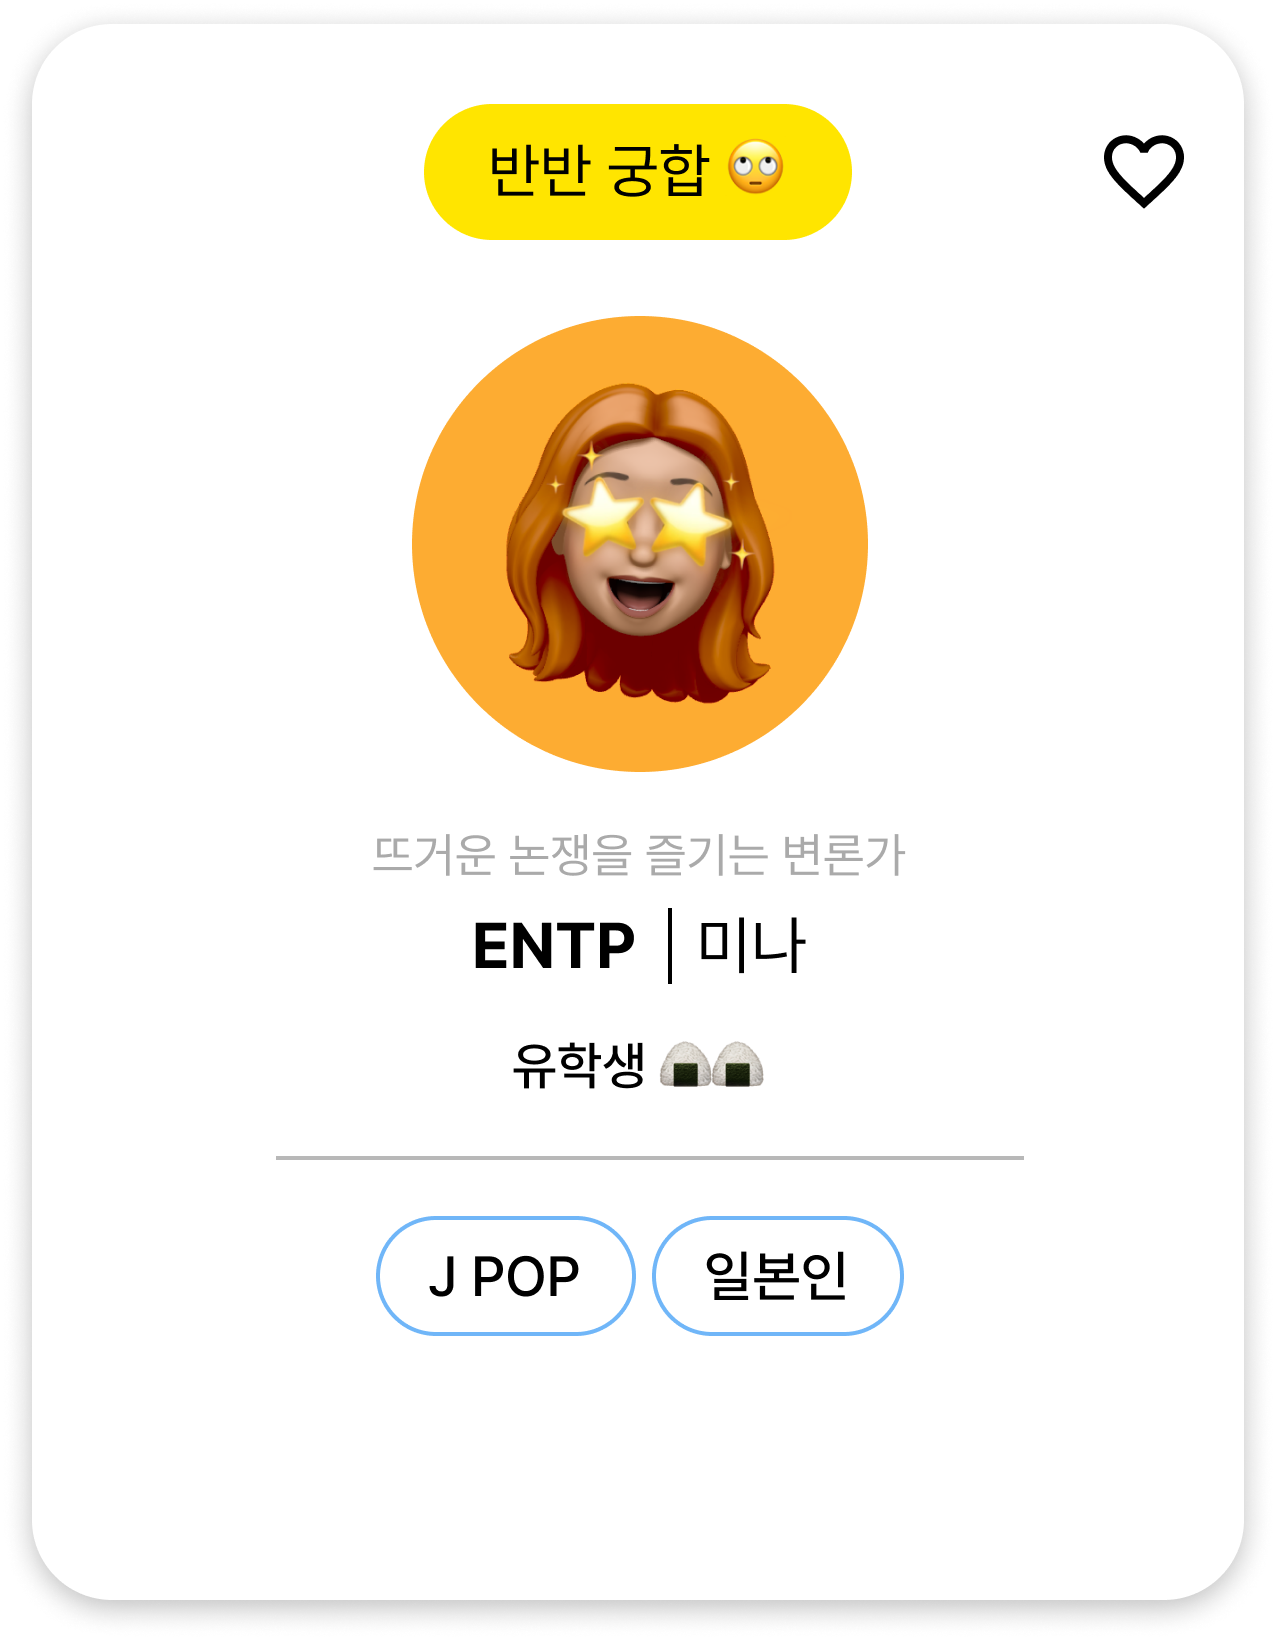 반반 궁합 🙄
뜨거운 논쟁을 즐기는 변론가
ENTP | 미나
유학생 🍙🍙
J POP
일본인